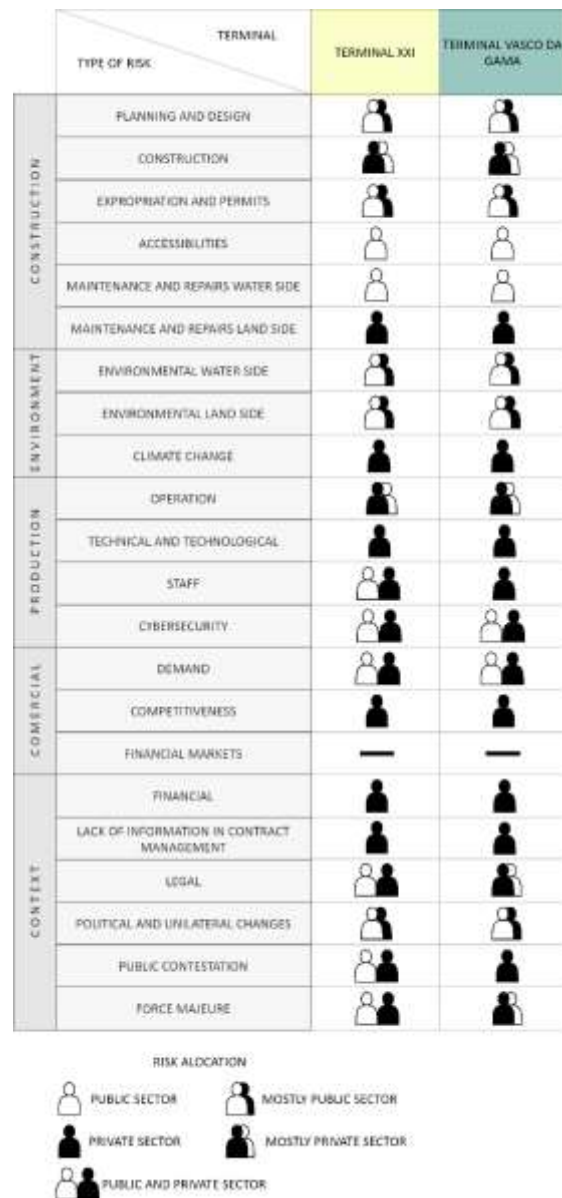 TERMINAL
TYPE OF RISK
TERMINAL XXI
TERMINAL VASCO DA
GAMA
CONSTRUCTION
PLANNING AND DESIGN
CONSTRUCTION
EXPROPRIATION AND PERMITS
ACCESSIBILITIES
MAINTENANCE AND REPAIRS WATER SIDE
MAINTENANCE AND REPAIRS LAND SIDE
ENVIRONMENT
ENVIRONMENTAL WATER SIDE
ENVIRONMENTAL LAND SIDE
CLIMATE CHANGE
PRODUCTION
OPERATION
TECHNICAL AND TECHNOLOGICAL
STAFF
CYBERSECURITY
COMERCIAL
DEMAND
COMPETITIVENESS
FINANCIAL MARKETS
CONTEXT
FINANCIAL
LACK OF INFORMATION IN CONTRACT
MANAGEMENT
LEGAL
POLITICAL AND UNILATERAL CHANGES
PUBLIC CONTESTATION
FORCE MAJEURE
RISK ALOCATION
PUBLIC SECTOR
MOSTLY PUBLIC SECTOR
PRIVATE SECTOR
MOSTLY PRIVATE SECTOR
PUBLIC AND PRIVATE SECTOR